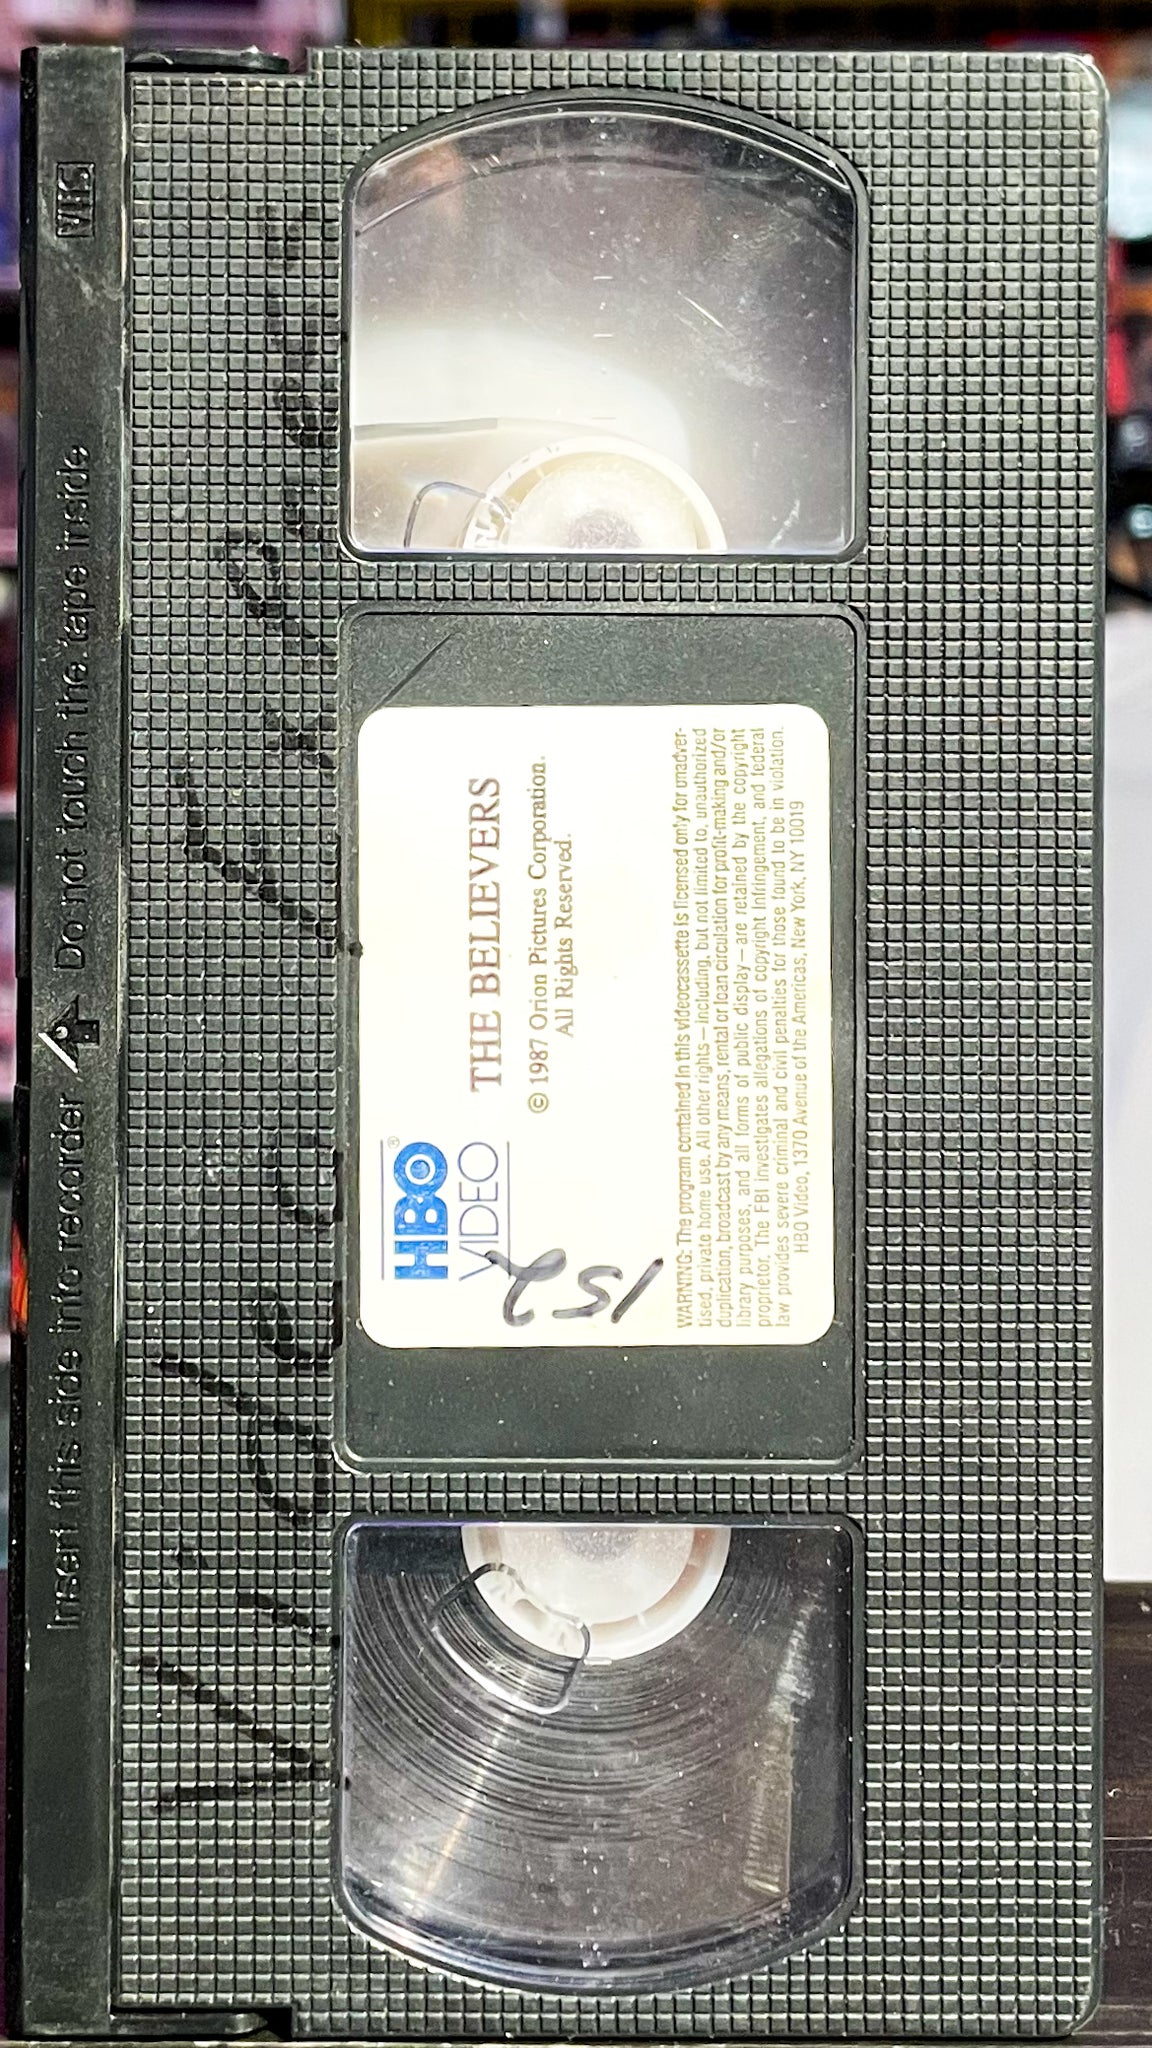 VHS
Insert this side into recorder
Do not touch the tape inside
HBO®
VIDEO
THE BELIEVERS
© 1987 Orion Pictures Corporation.
All Rights Reserved.
152
WARNING: The program contained in this videocassette is licensed only for unadver-
tised, private home use. All other rights—including, but not limited to, unauthorized
duplication, broadcast by any means, rental or loan circulation for profit-making and/or
library purposes, and all forms of public display—are retained by the copyright
proprietor. The FBI investigates allegations of copyright infringement, and federal
law provides severe criminal and civil penalties for those found to be in violation.
HBO Video, 1370 Avenue of the Americas, New York, NY 10019